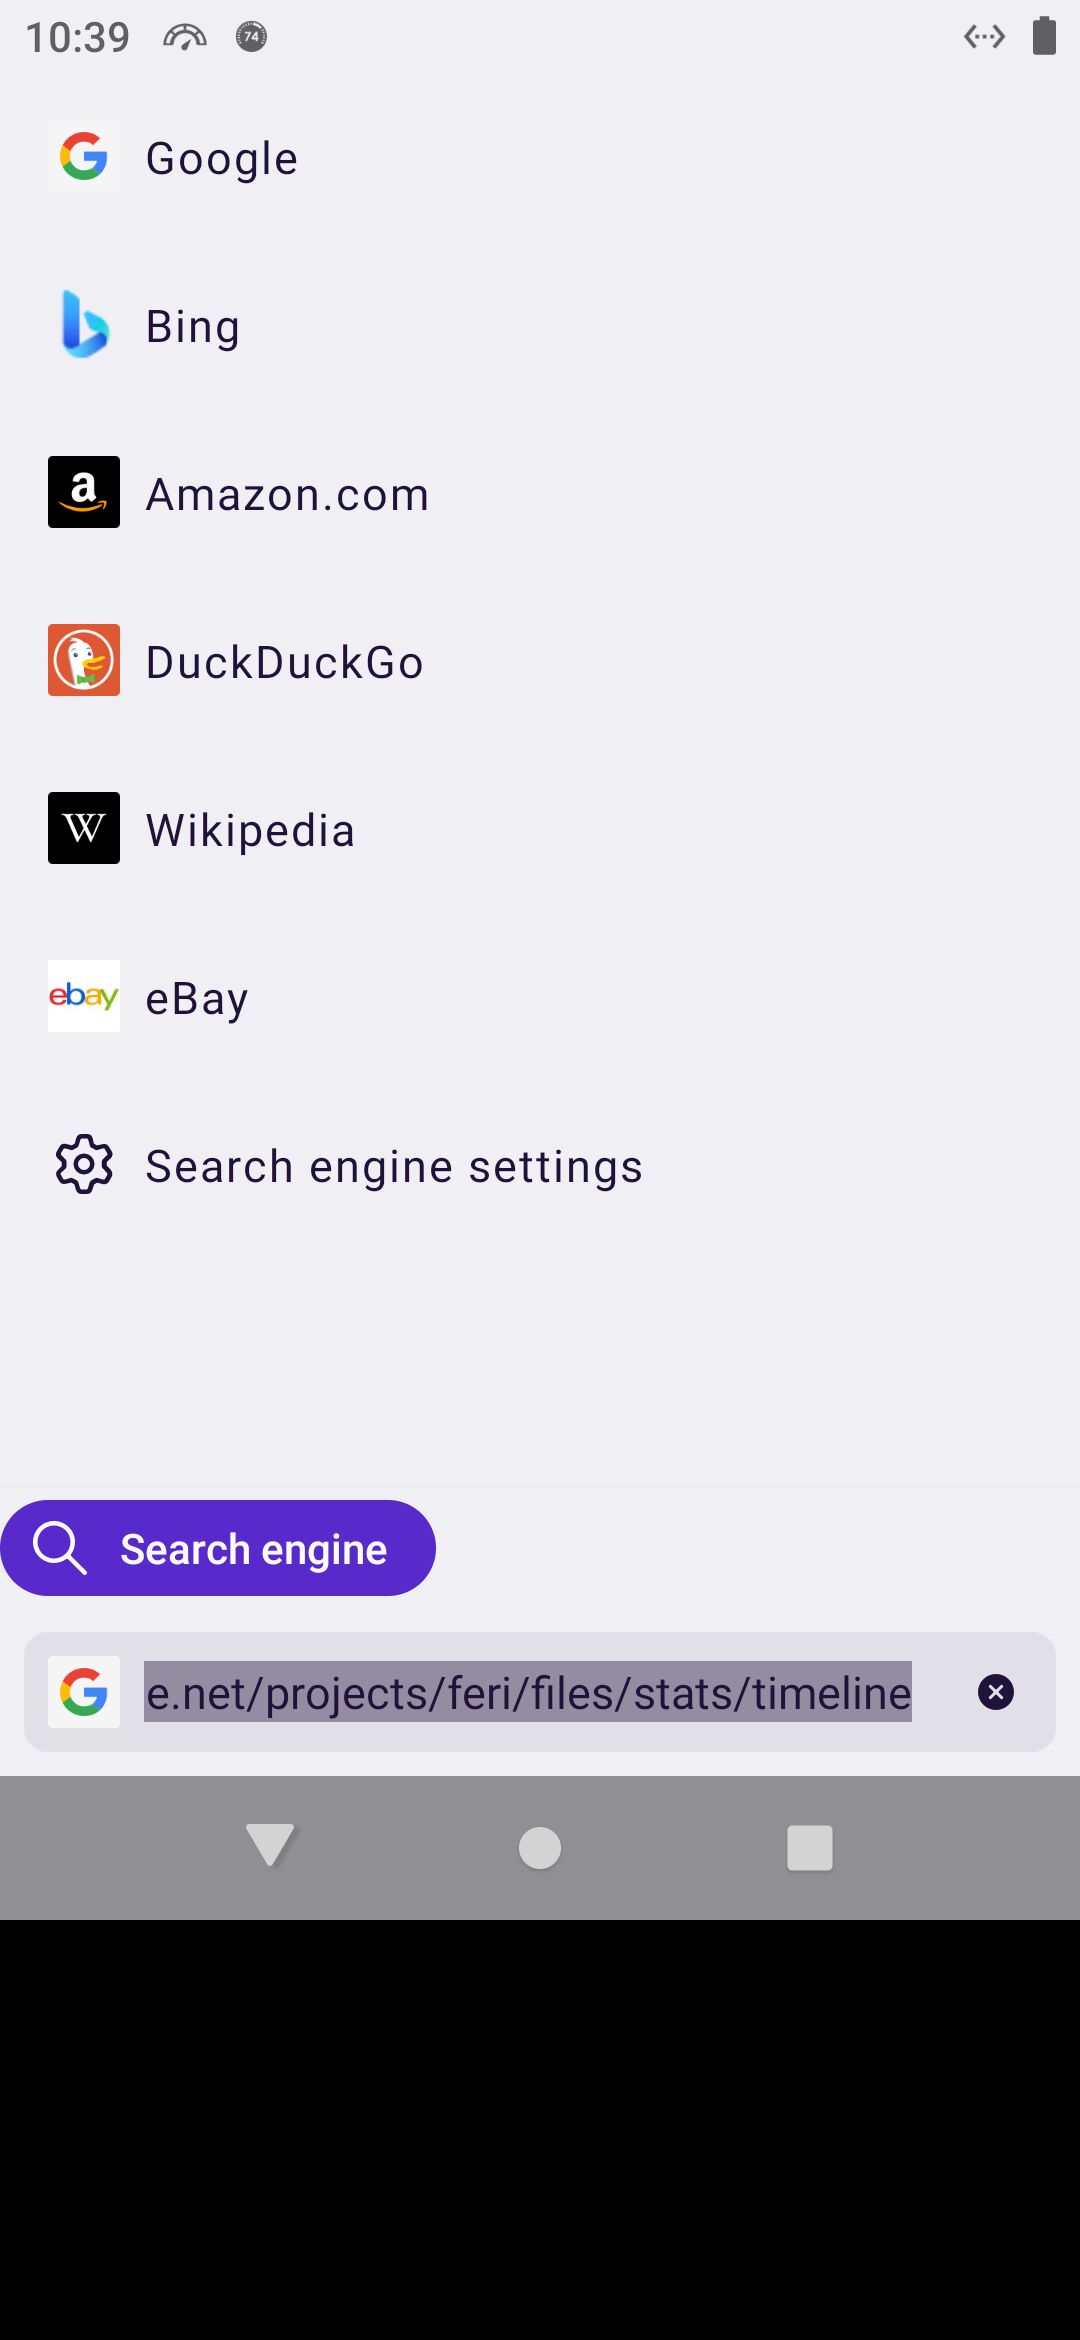 10:39
74
Google
Bing
Amazon.com
DuckDuckGo
W Wikipedia
ebay eBay
Search engine settings
Search engine
e.net/projects/feri/files/stats/timeline